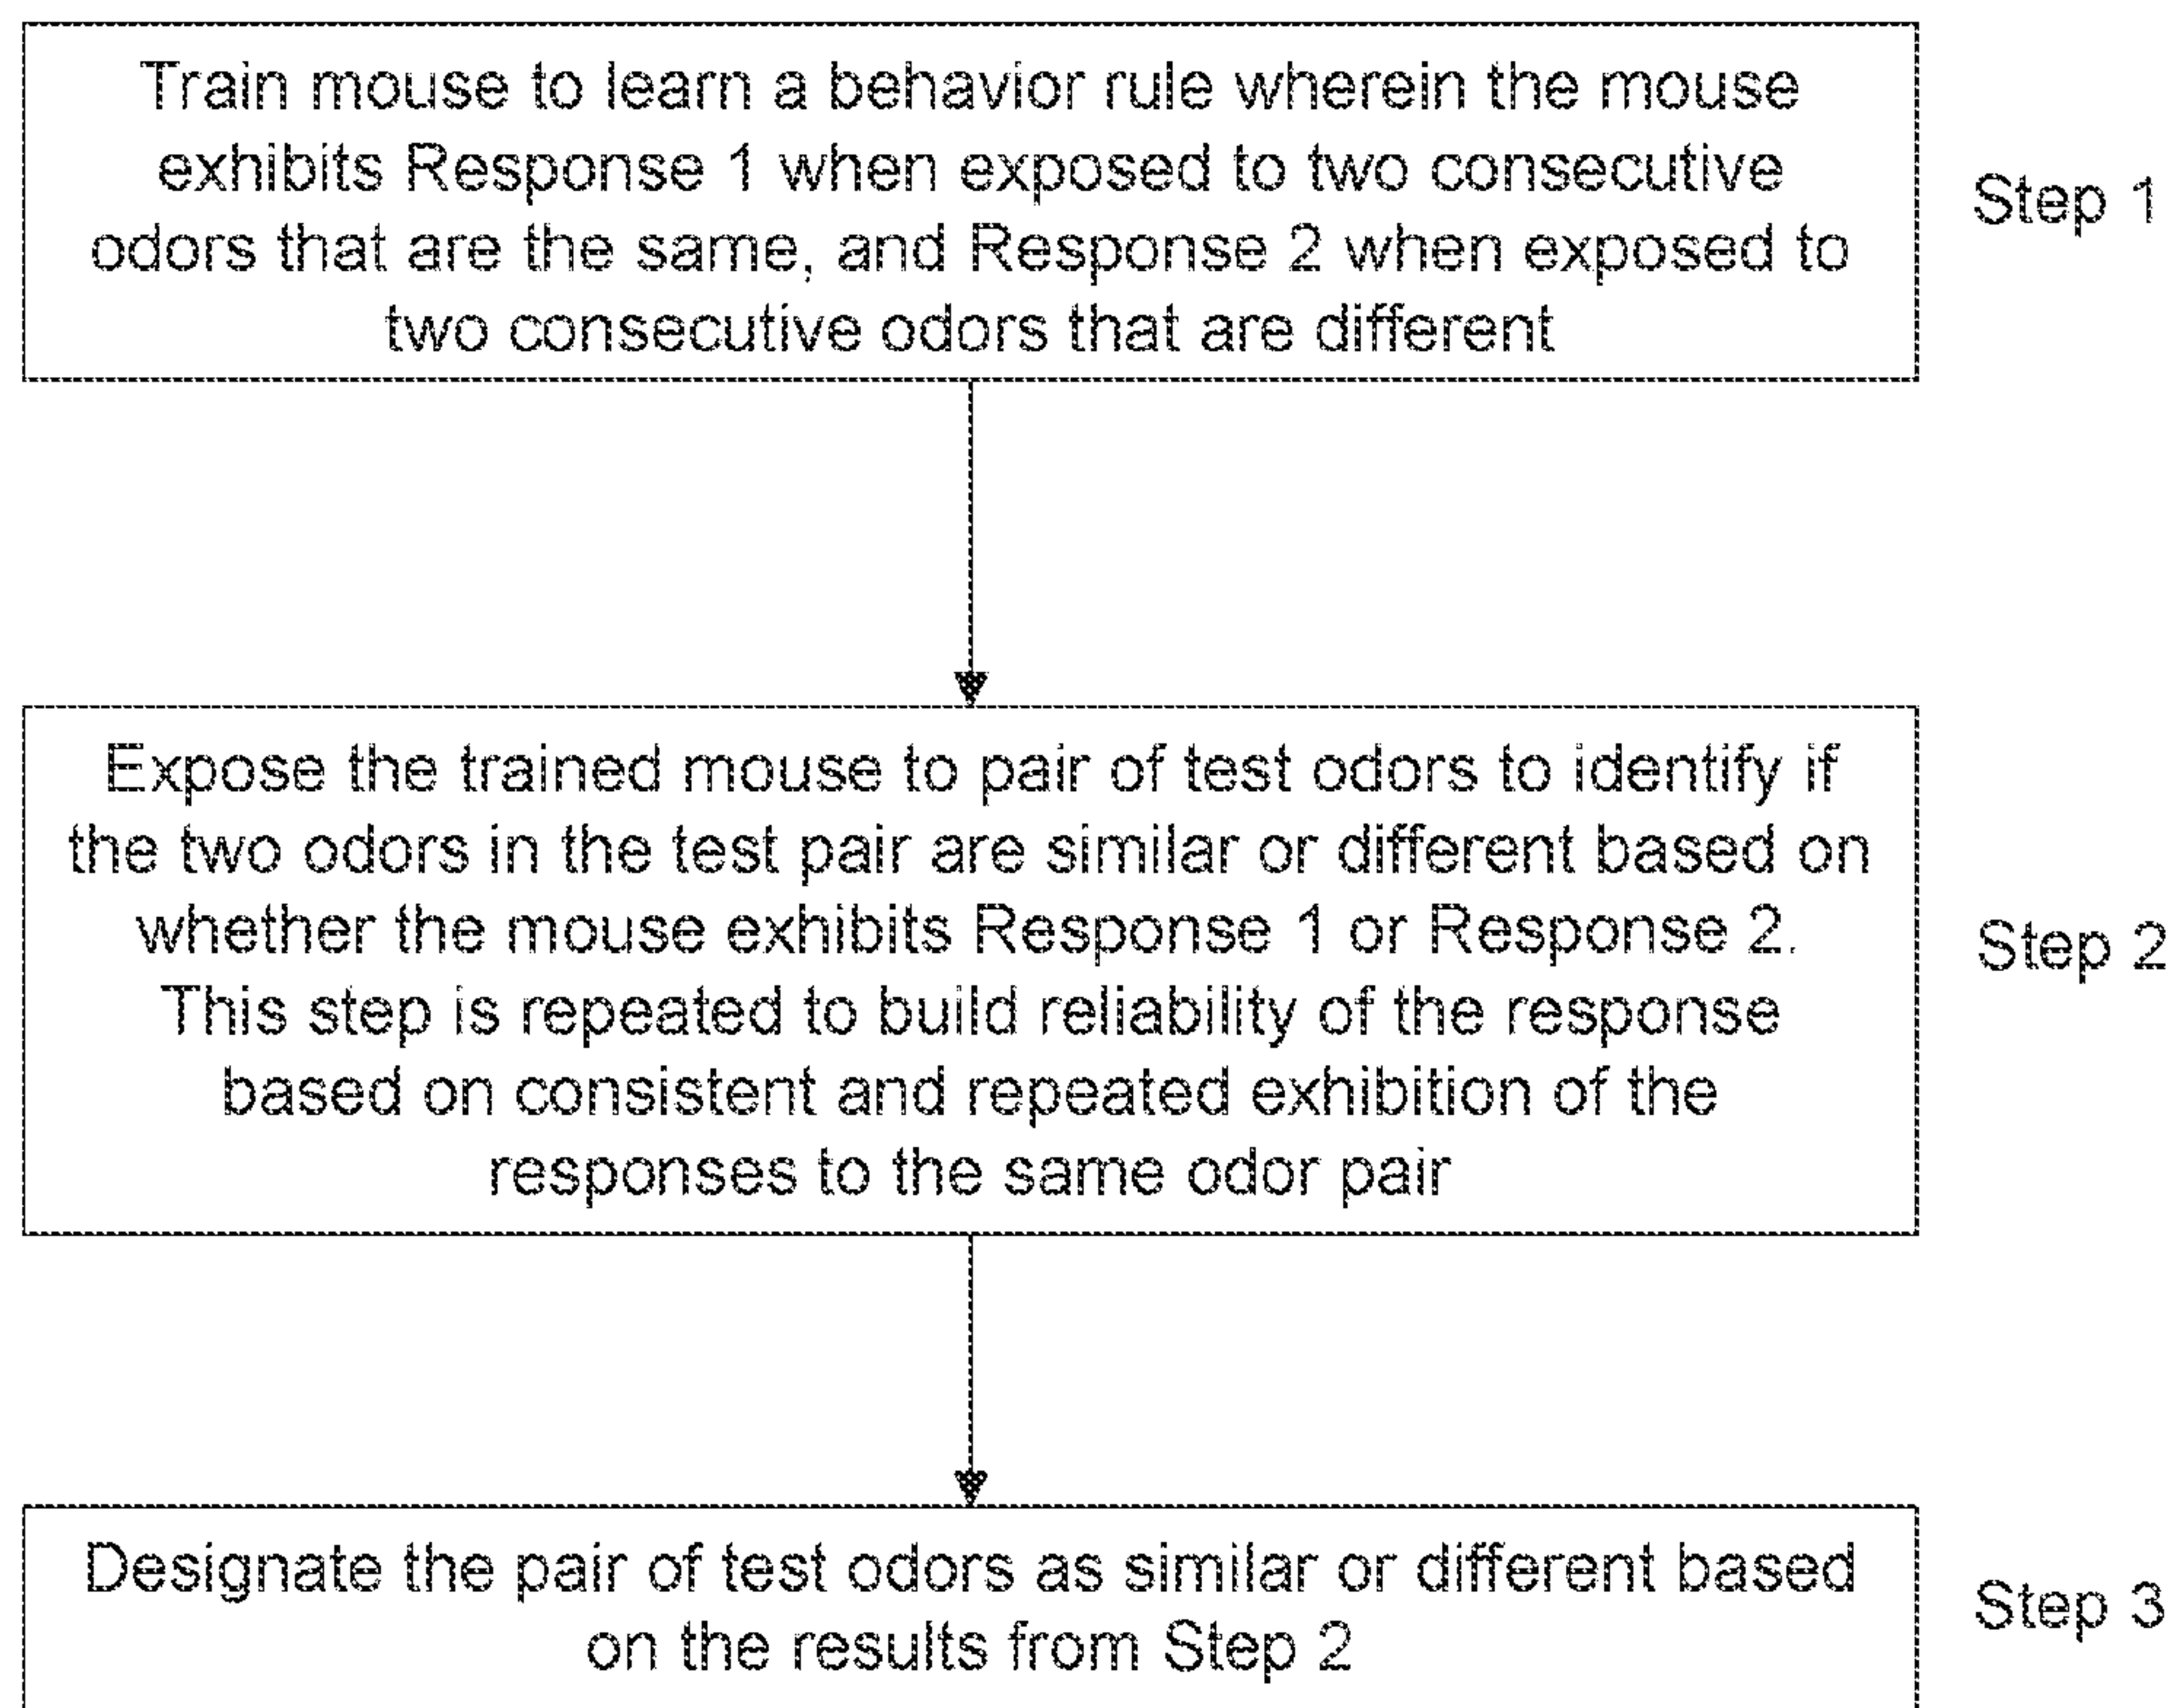 Train mouse to learn a behavior rule wherein the mouse
exhibits Response 1 when exposed to two consecutive
odors that are the same, and Response 2 when exposed to
two consecutive odors that are different
Step 1
Expose the trained mouse to pair of test odors to identify if
the two odors in the test pair are similar or different based on
whether the mouse exhibits Response 1 or Response 2.
This step is repeated to build reliability of the response
based on consistent and repeated exhibition of the
responses to the same odor pair
Step 2
Designate the pair of test odors as similar or different based
on the results from Step 2
Step 3